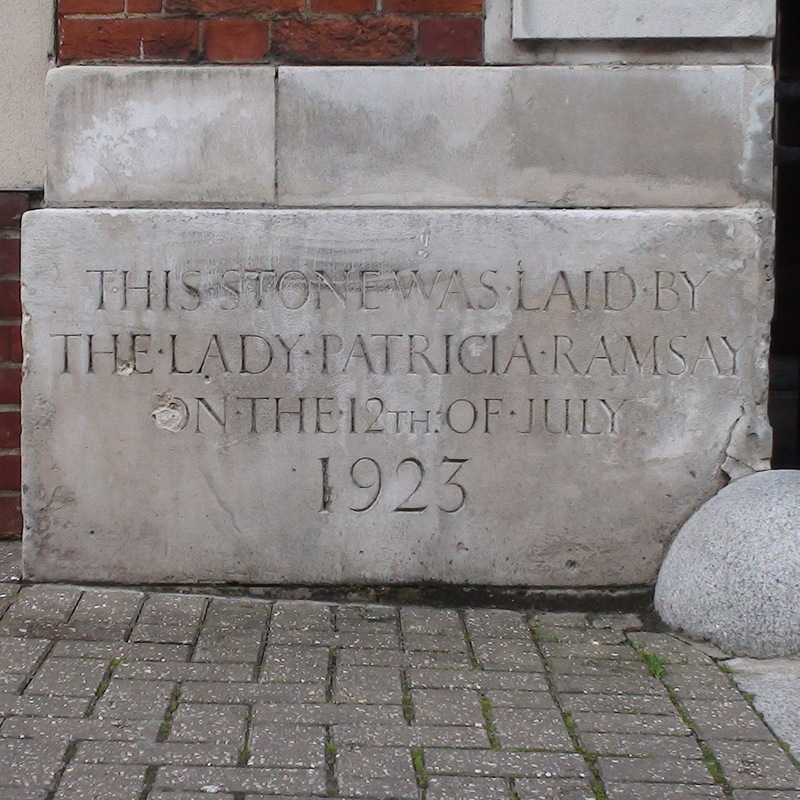 THIS·STONE·WAS·LAID·BY
THE·LADY·PATRICIA·RAMSAY
ON·THE·12TH·OF·JULY
1923